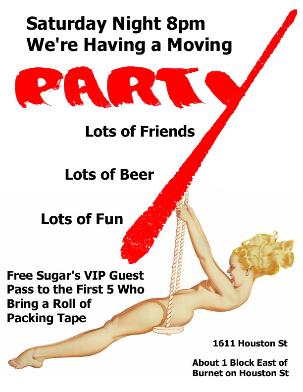 Saturday Night 8pm
We're Having a Moving
PARTY
Lots of Friends
Lots of Beer
Lots of Fun
Free Sugar's VIP Guest
Pass to the First 5 Who
Bring a Roll of
Packing Tape
1611 Houston St
About 1 Block East of
Burnet on Houston St